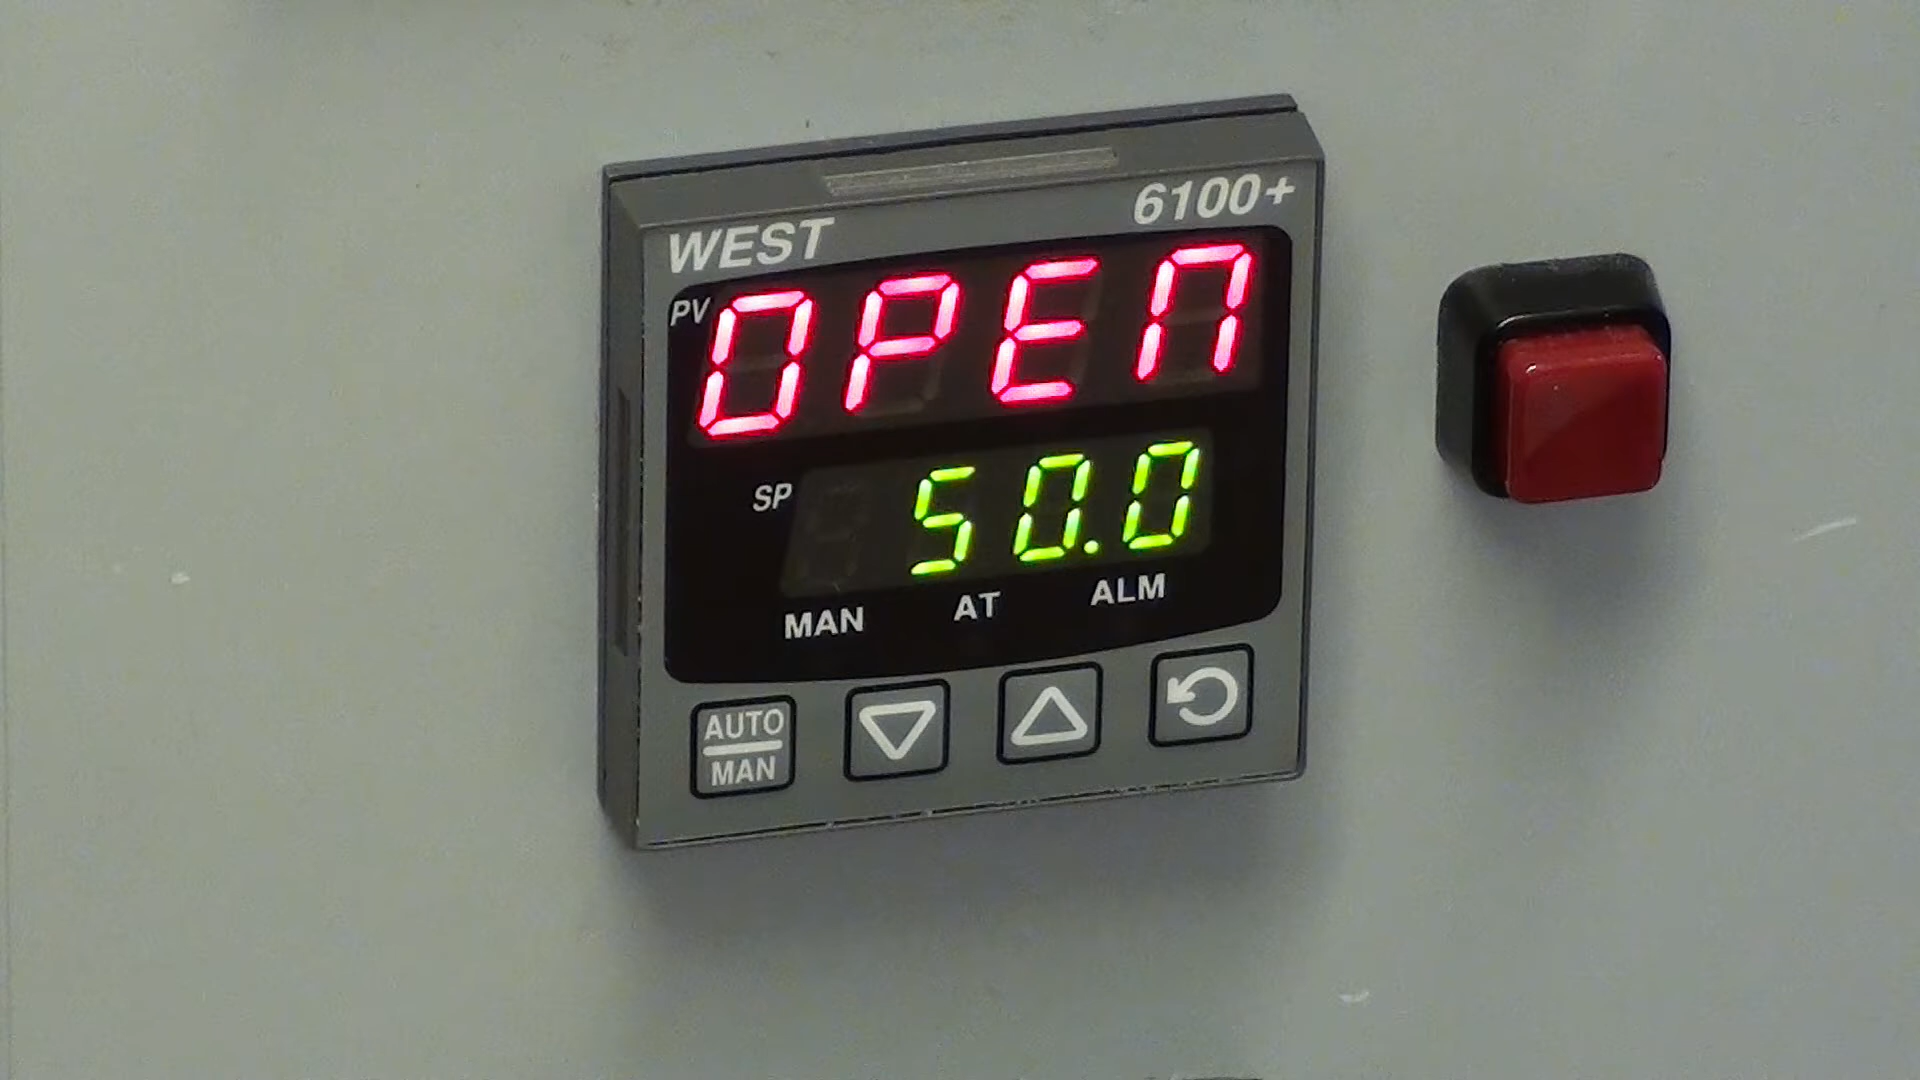 WEST 6100+
PV OPEN
SP 50.0
MAN AT ALM
AUTO
MAN